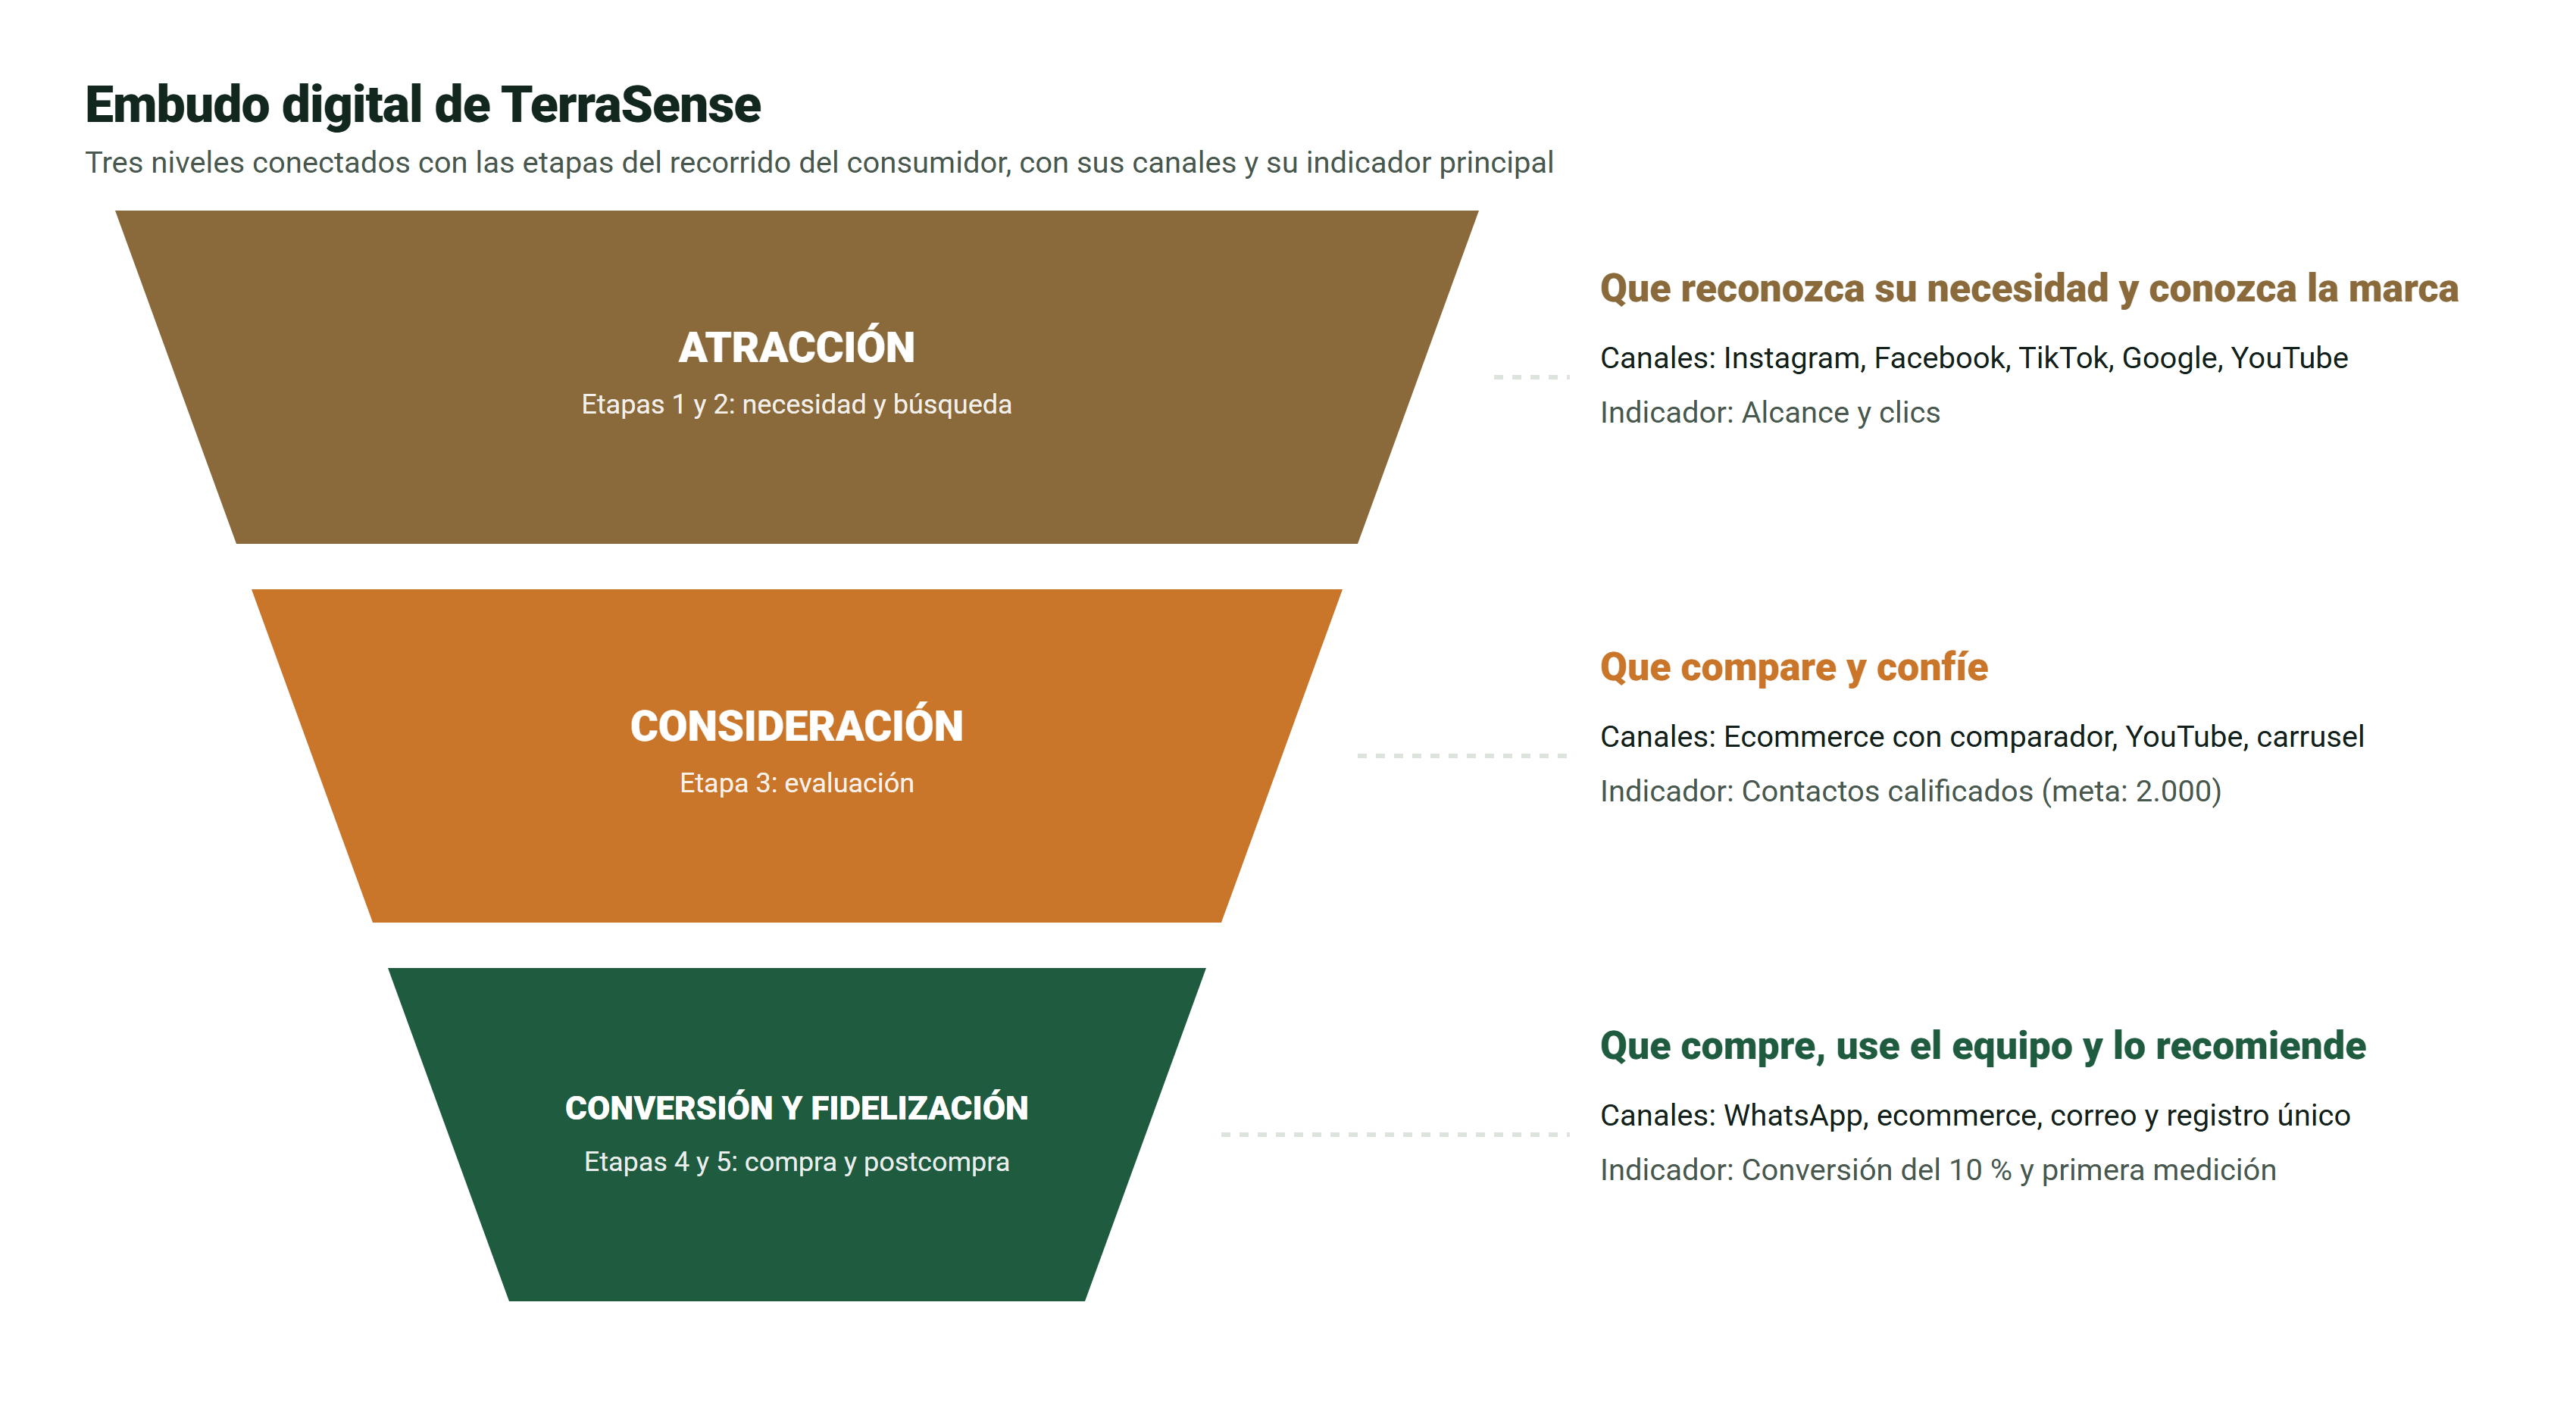 Embudo digital de TerraSense
Tres niveles conectados con las etapas del recorrido del consumidor, con sus canales y su indicador principal
ATRACCIÓN
Etapas 1 y 2: necesidad y búsqueda
Que reconozca su necesidad y conozca la marca
Canales: Instagram, Facebook, TikTok, Google, YouTube
Indicador: Alcance y clics
CONSIDERACIÓN
Etapa 3: evaluación
Que compare y confíe
Canales: Ecommerce con comparador, YouTube, carrusel
Indicador: Contactos calificados (meta: 2.000)
CONVERSIÓN Y FIDELIZACIÓN
Etapas 4 y 5: compra y postcompra
Que compre, use el equipo y lo recomiende
Canales: WhatsApp, ecommerce, correo y registro único
Indicador: Conversión del 10 % y primera medición